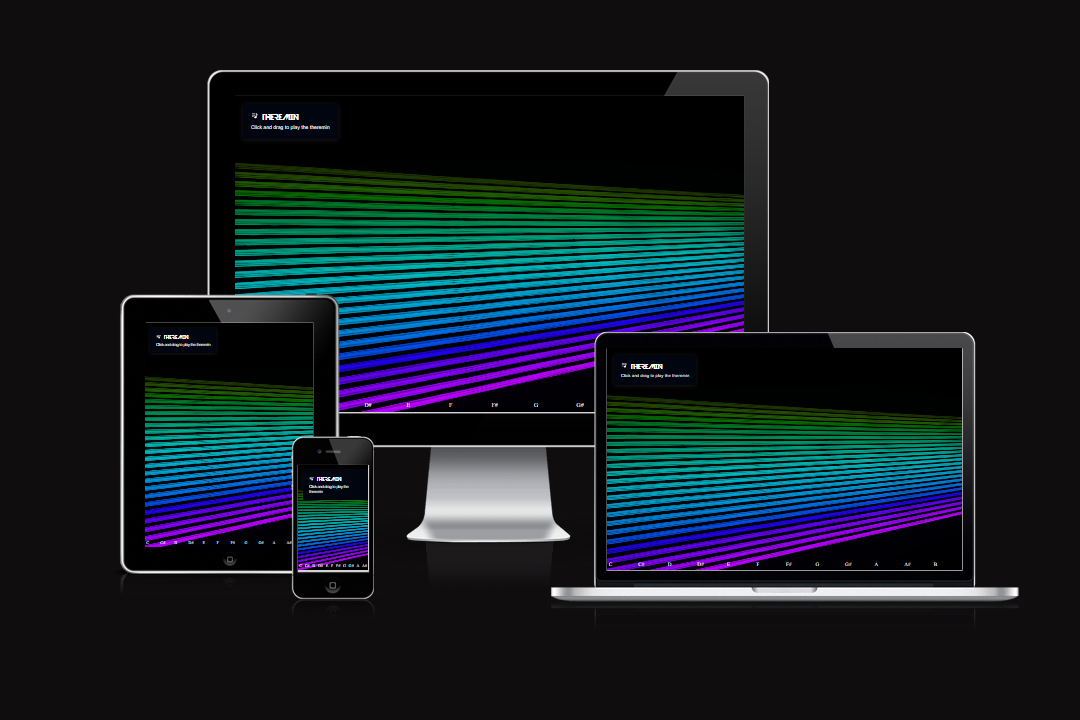 THEREMIN
Click and drag to play the theremin
D# E F F# G G#
THEREMIN
Click and drag to play the theremin
C C# D D# E F F# G G# A A#
THEREMIN
Click and drag to play the
theremin
C C# D D# E F F# G G# A A#
THEREMIN
Click and drag to play the theremin
C C# D D# E F F# G G# A A# B